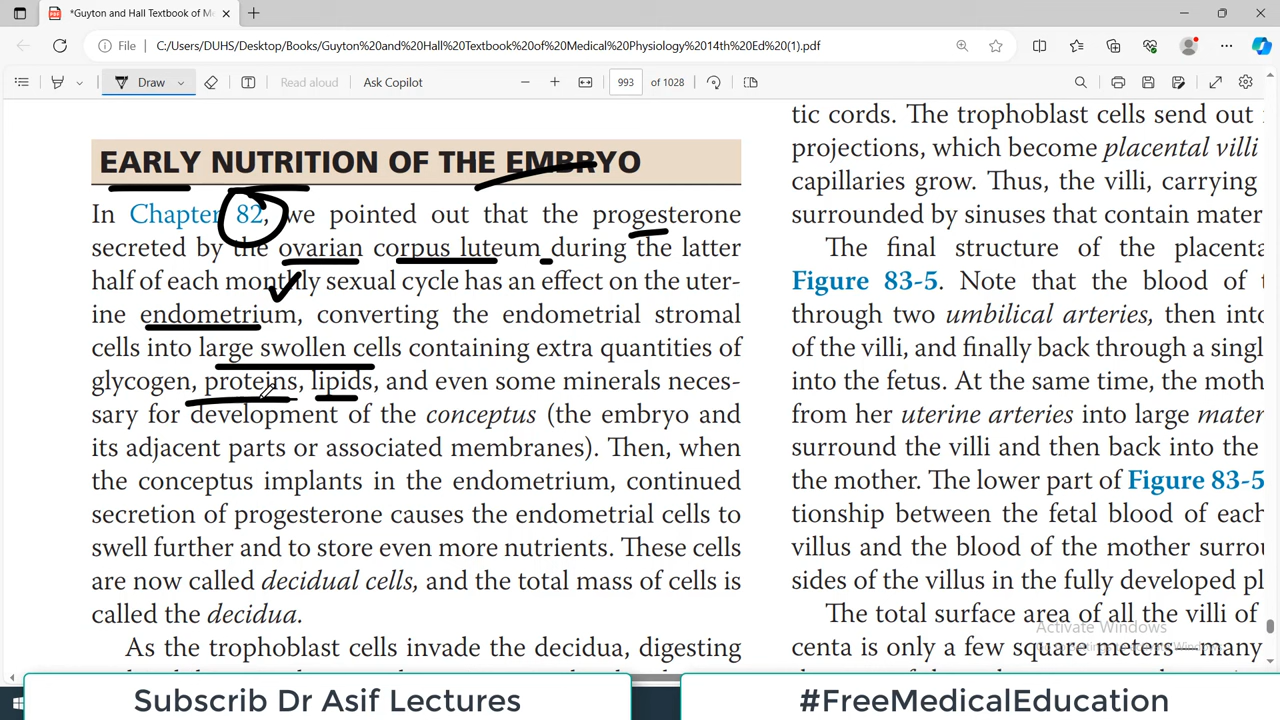 *Guyton and Hall Textbook of Me
File
C:/Users/DUHS/Desktop/Books/Guyton%20and%20Hall%20Textbook%20of%20Medical%20Physiology%2014th%20Ed%20(1).pdf
Draw
Read aloud
Ask Copilot
993
of 1028
EARLY NUTRITION OF THE EMBRYO
In Chapter 82, we pointed out that the progesterone
secreted by the ovarian corpus luteum during the latter
half of each monthly sexual cycle has an effect on the uter-
ine endometrium, converting the endometrial stromal
cells into large swollen cells containing extra quantities of
glycogen, proteins, lipids, and even some minerals neces-
sary for development of the conceptus (the embryo and
its adjacent parts or associated membranes). Then, when
the conceptus implants in the endometrium, continued
secretion of progesterone causes the endometrial cells to
swell further and to store even more nutrients. These cells
are now called decidual cells, and the total mass of cells is
called the decidua.
As the trophoblast cells invade the decidua, digesting
tic cords. The trophoblast cells send out
projections, which become placental villi
capillaries grow. Thus, the villi, carrying
surrounded by sinuses that contain mater
The final structure of the placenta
Figure 83-5. Note that the blood of
through two umbilical arteries, then into
of the villi, and finally back through a singl
into the fetus. At the same time, the moth
from her uterine arteries into large mater
surround the villi and then back into the
the mother. The lower part of Figure 83-5
tionship between the fetal blood of each
villus and the blood of the mother surrou
sides of the villus in the fully developed pl
The total surface area of all the villi of
centa is only a few square meters—many
Activate Windows
Subscrib Dr Asif Lectures
#FreeMedicalEducation